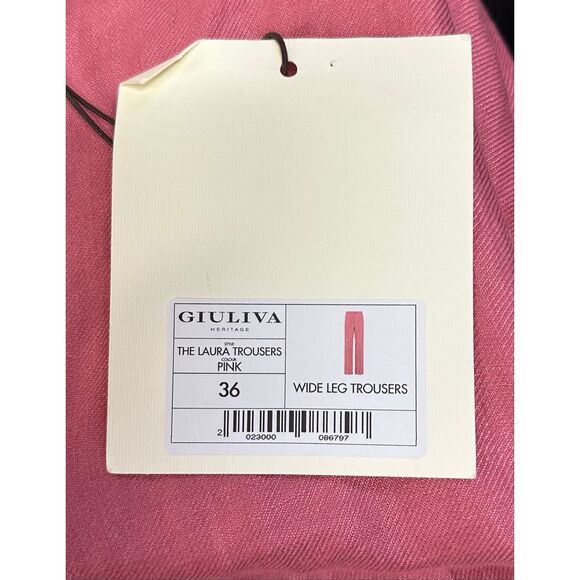 GIULIVA
HERITAGE
STYLE:
THE LAURA TROUSERS
COLOUR:
PINK
36
WIDE LEG TROUSERS
2 023000 086797